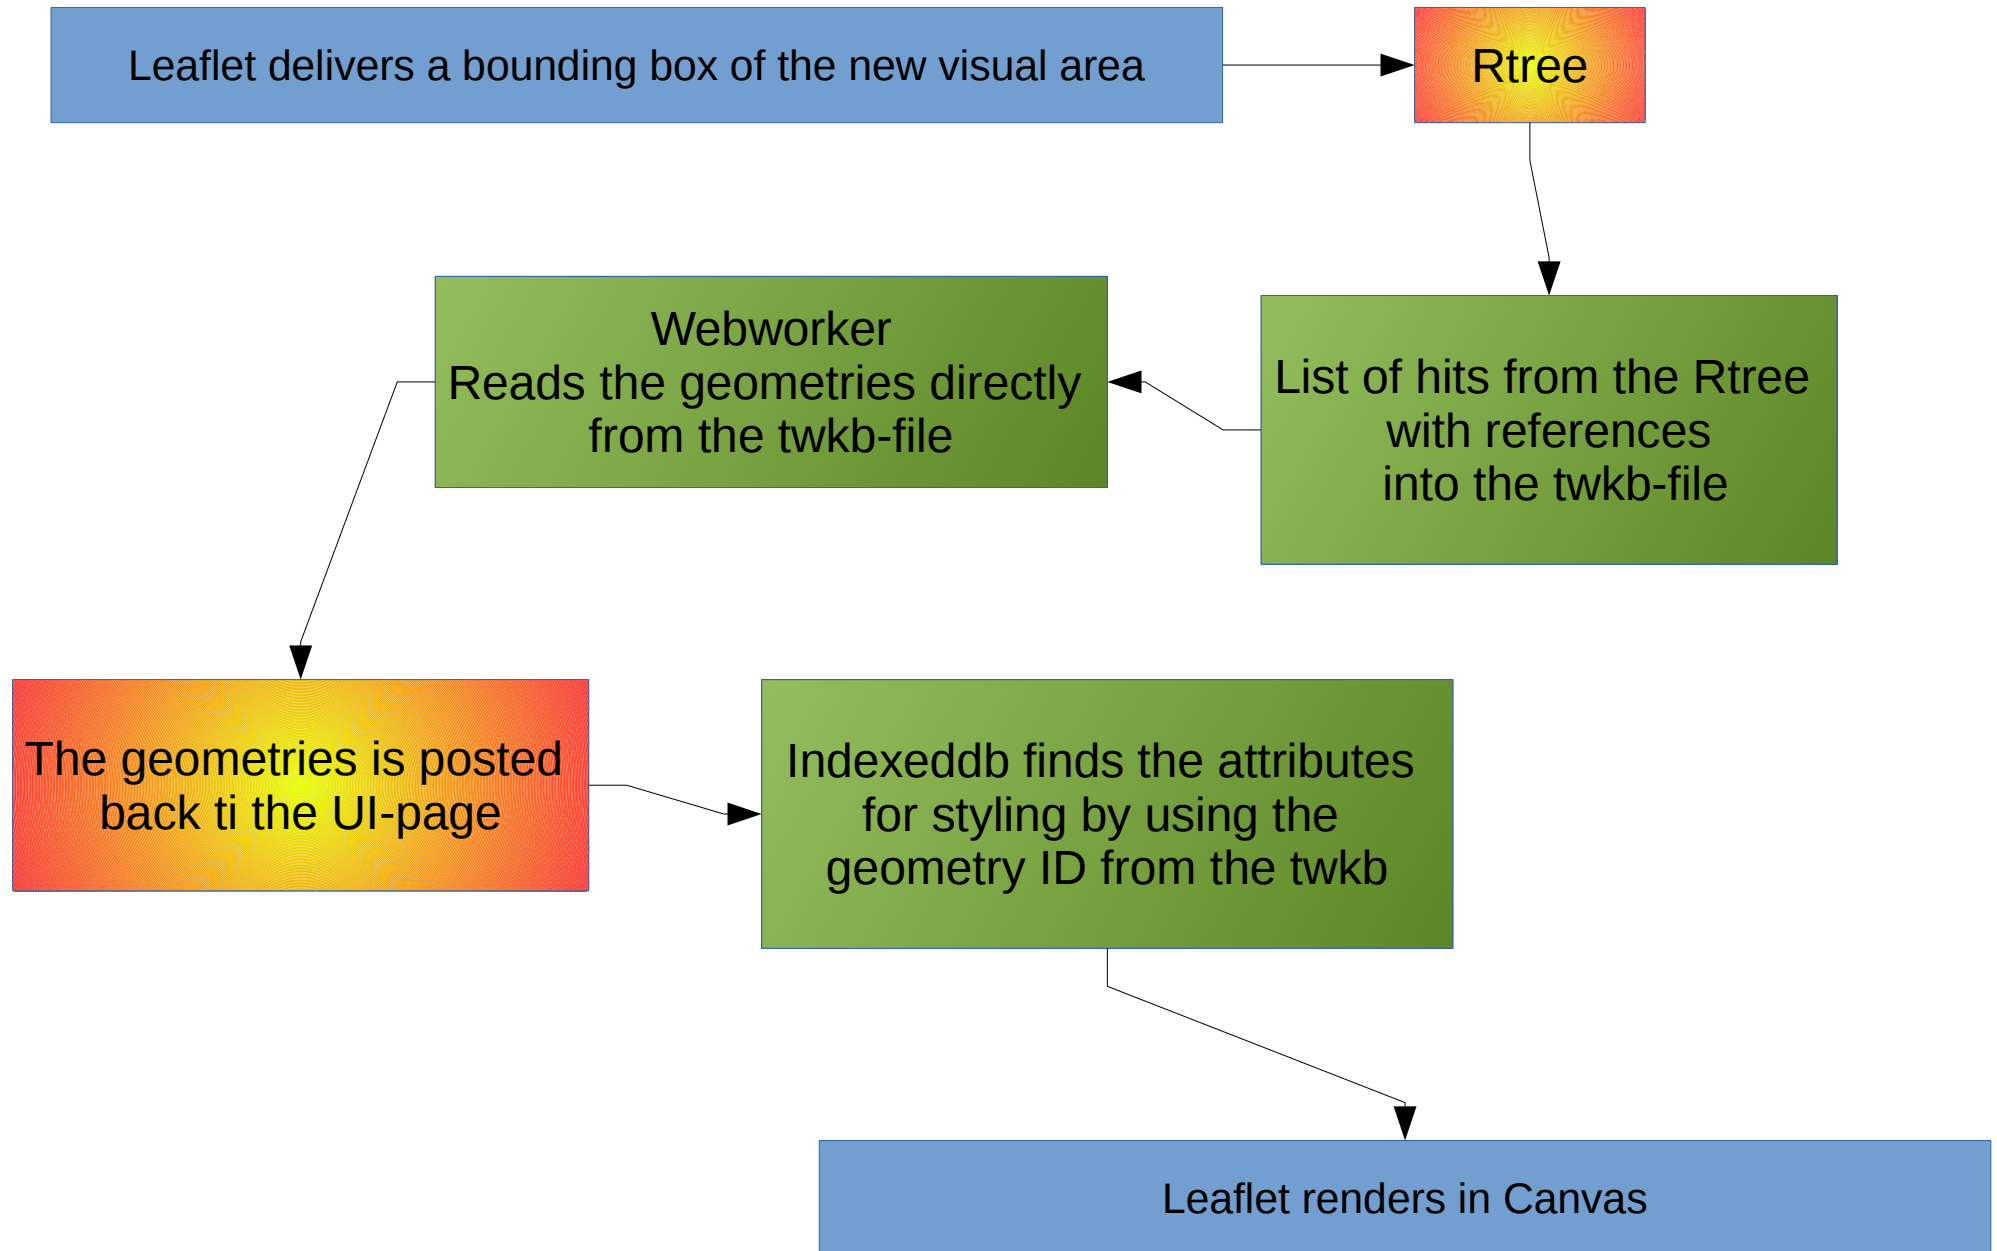 Leaflet delivers a bounding box of the new visual area
Rtree
Webworker
Reads the geometries directly
from the twkb-file
List of hits from the Rtree
with references
into the twkb-file
The geometries is posted
back ti the UI-page
Indexeddb finds the attributes
for styling by using the
geometry ID from the twkb
Leaflet renders in Canvas